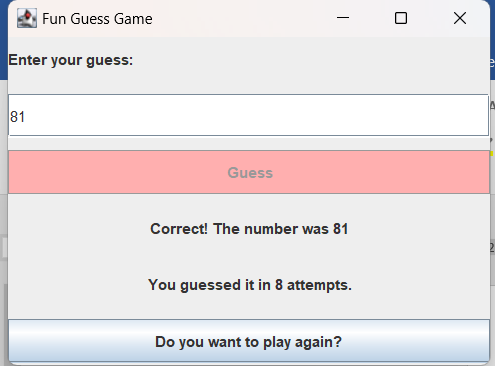 Fun Guess Game
Enter your guess:
81
Guess
Correct! The number was 81
You guessed it in 8 attempts.
Do you want to play again?